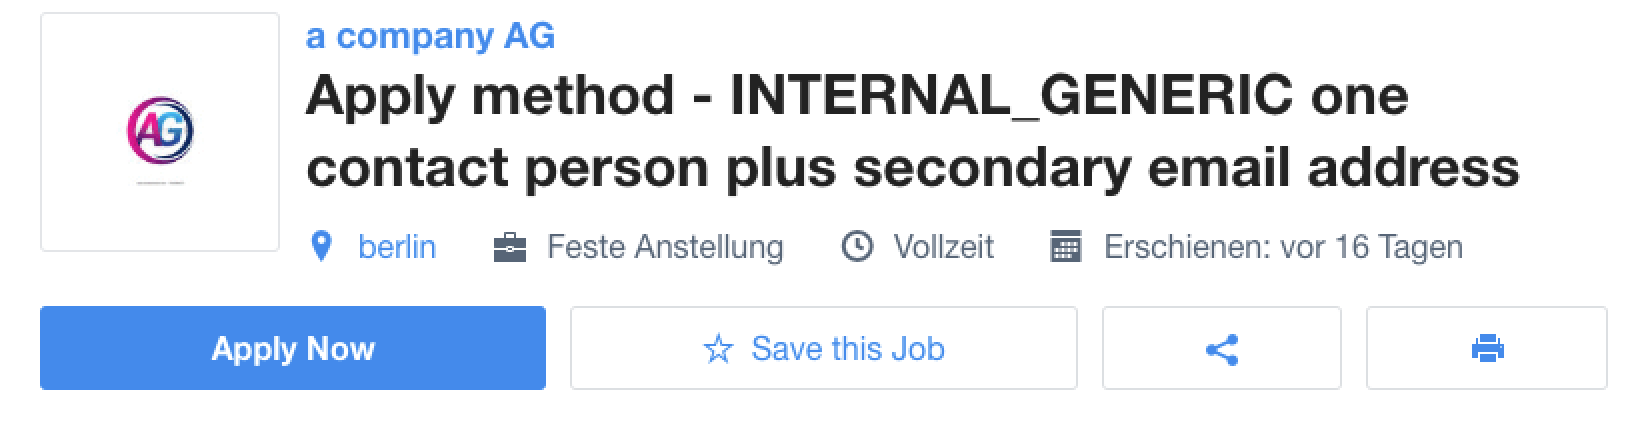 AG
a company AG
Apply method - INTERNAL_GENERIC one
contact person plus secondary email address
berlin Feste Anstellung Vollzeit Erschienen: vor 16 Tagen
Apply Now Save this Job